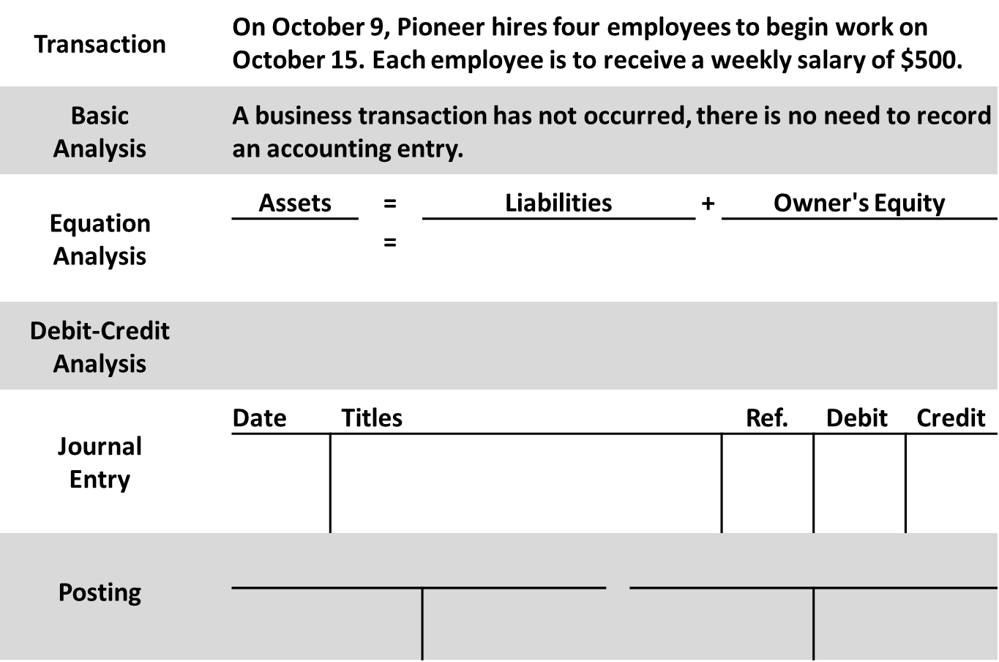 Transaction
On October 9, Pioneer hires four employees to begin work on
October 15. Each employee is to receive a weekly salary of $500.
Basic
Analysis
A business transaction has not occurred, there is no need to record
an accounting entry.
Equation
Analysis
Assets = Liabilities + Owner's Equity
=
Debit-Credit
Analysis
Journal
Entry
Date Titles Ref. Debit Credit
Posting